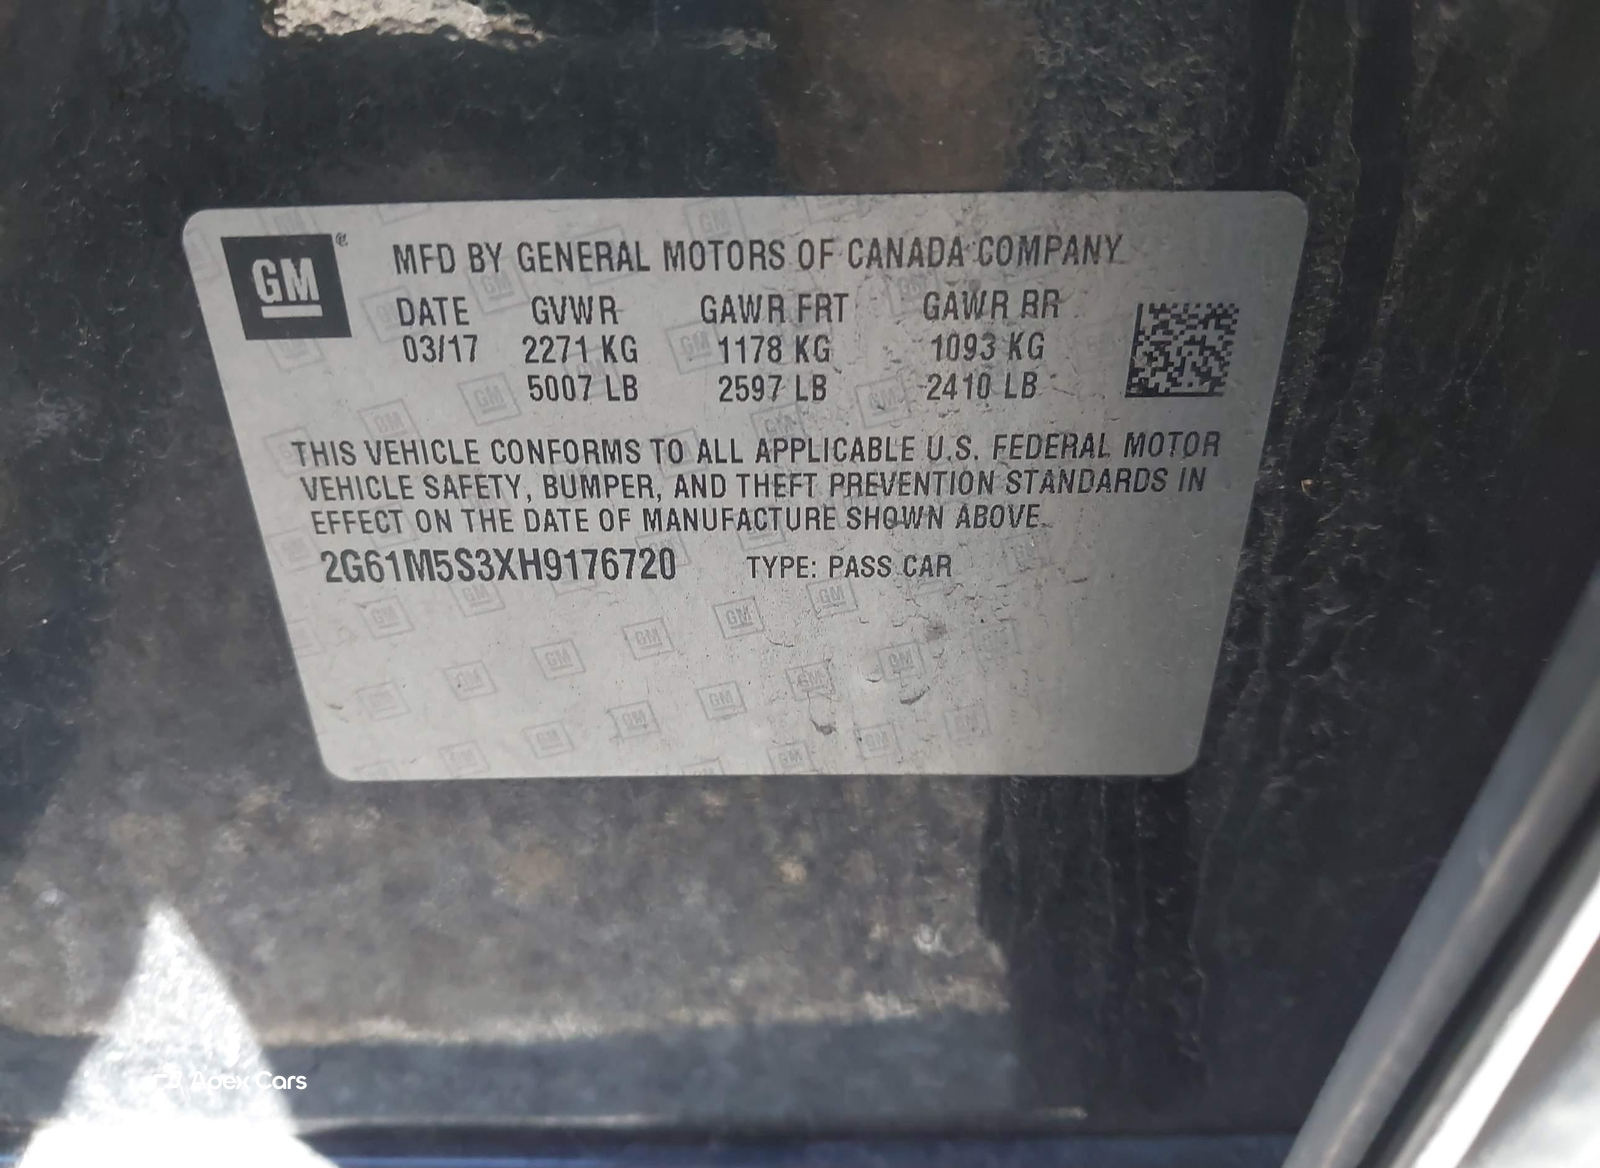 GM
MFD BY GENERAL MOTORS OF CANADA COMPANY
DATE GVWR GAWR FRT GAWR RR
03/17 2271 KG 1178 KG 1093 KG
5007 LB 2597 LB 2410 LB
THIS VEHICLE CONFORMS TO ALL APPLICABLE U.S. FEDERAL MOTOR
VEHICLE SAFETY, BUMPER, AND THEFT PREVENTION STANDARDS IN
EFFECT ON THE DATE OF MANUFACTURE SHOWN ABOVE.
2G61M5S3XH9176720 TYPE: PASS CAR
Apex Cars